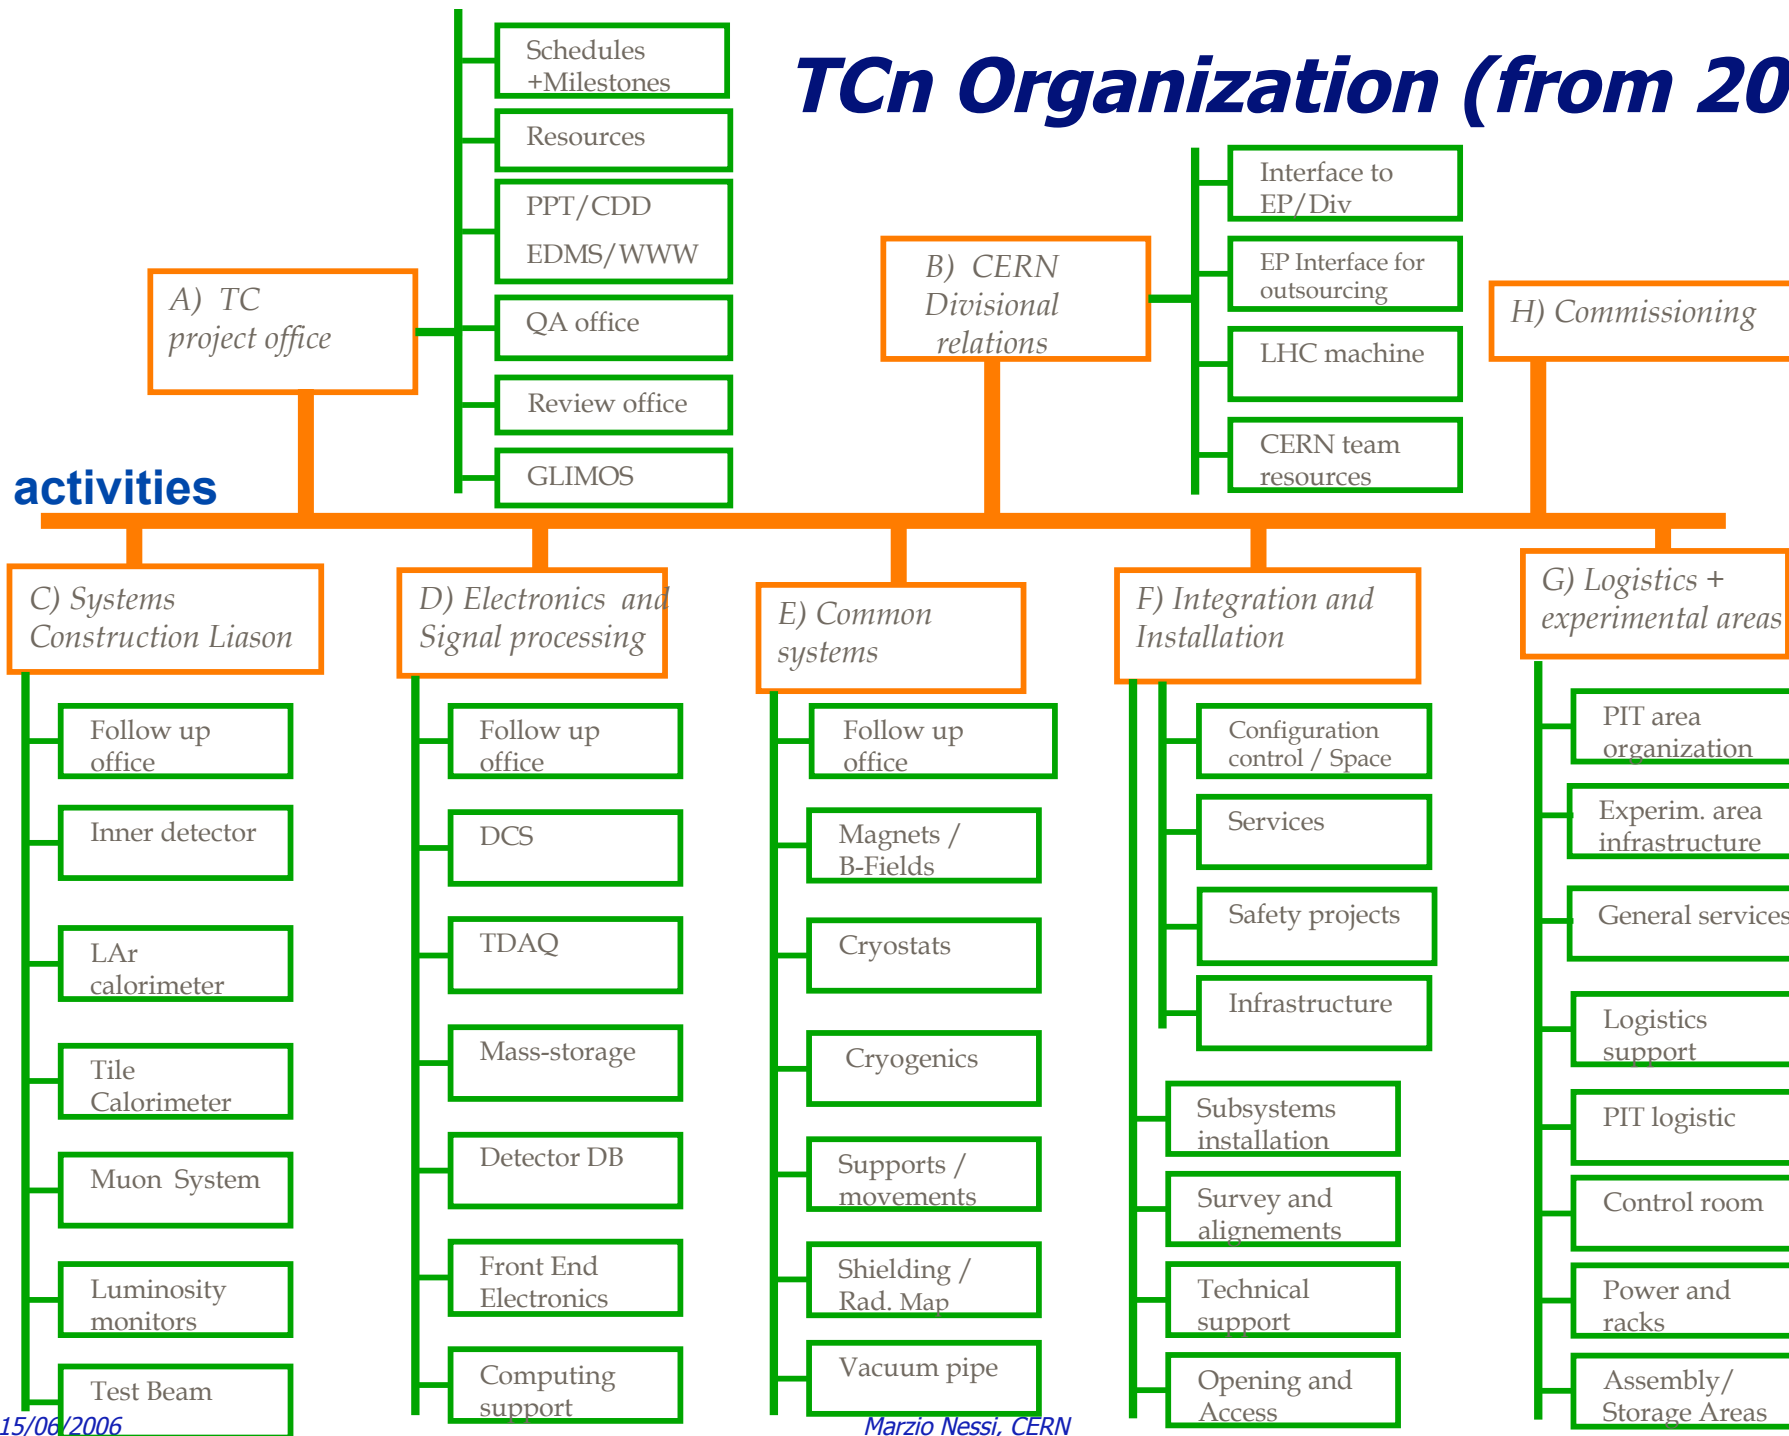 TCn Organization (from 20
Schedules
+Milestones
Resources
PPT/CDD
EDMS/WWW
QA office
Review office
GLIMOS
A) TC
project office
B) CERN
Divisional
relations
Interface to
EP/Div
EP Interface for
outsourcing
LHC machine
CERN team
resources
H) Commissioning
activities
C) Systems
Construction Liason
Follow up
office
Inner detector
LAr
calorimeter
Tile
Calorimeter
Muon System
Luminosity
monitors
Test Beam
D) Electronics and
Signal processing
Follow up
office
DCS
TDAQ
Mass-storage
Detector DB
Front End
Electronics
Computing
support
E) Common
systems
Follow up
office
Magnets /
B-Fields
Cryostats
Cryogenics
Supports /
movements
Shielding /
Rad. Map
Vacuum pipe
F) Integration and
Installation
Configuration
control / Space
Services
Safety projects
Infrastructure
Subsystems
installation
Survey and
alignements
Technical
support
Opening and
Access
G) Logistics +
experimental areas
PIT area
organization
Experim. area
infrastructure
General services
Logistics
support
PIT logistic
Control room
Power and
racks
Assembly/
Storage Areas
15/06/2006
Marzio Nessi, CERN